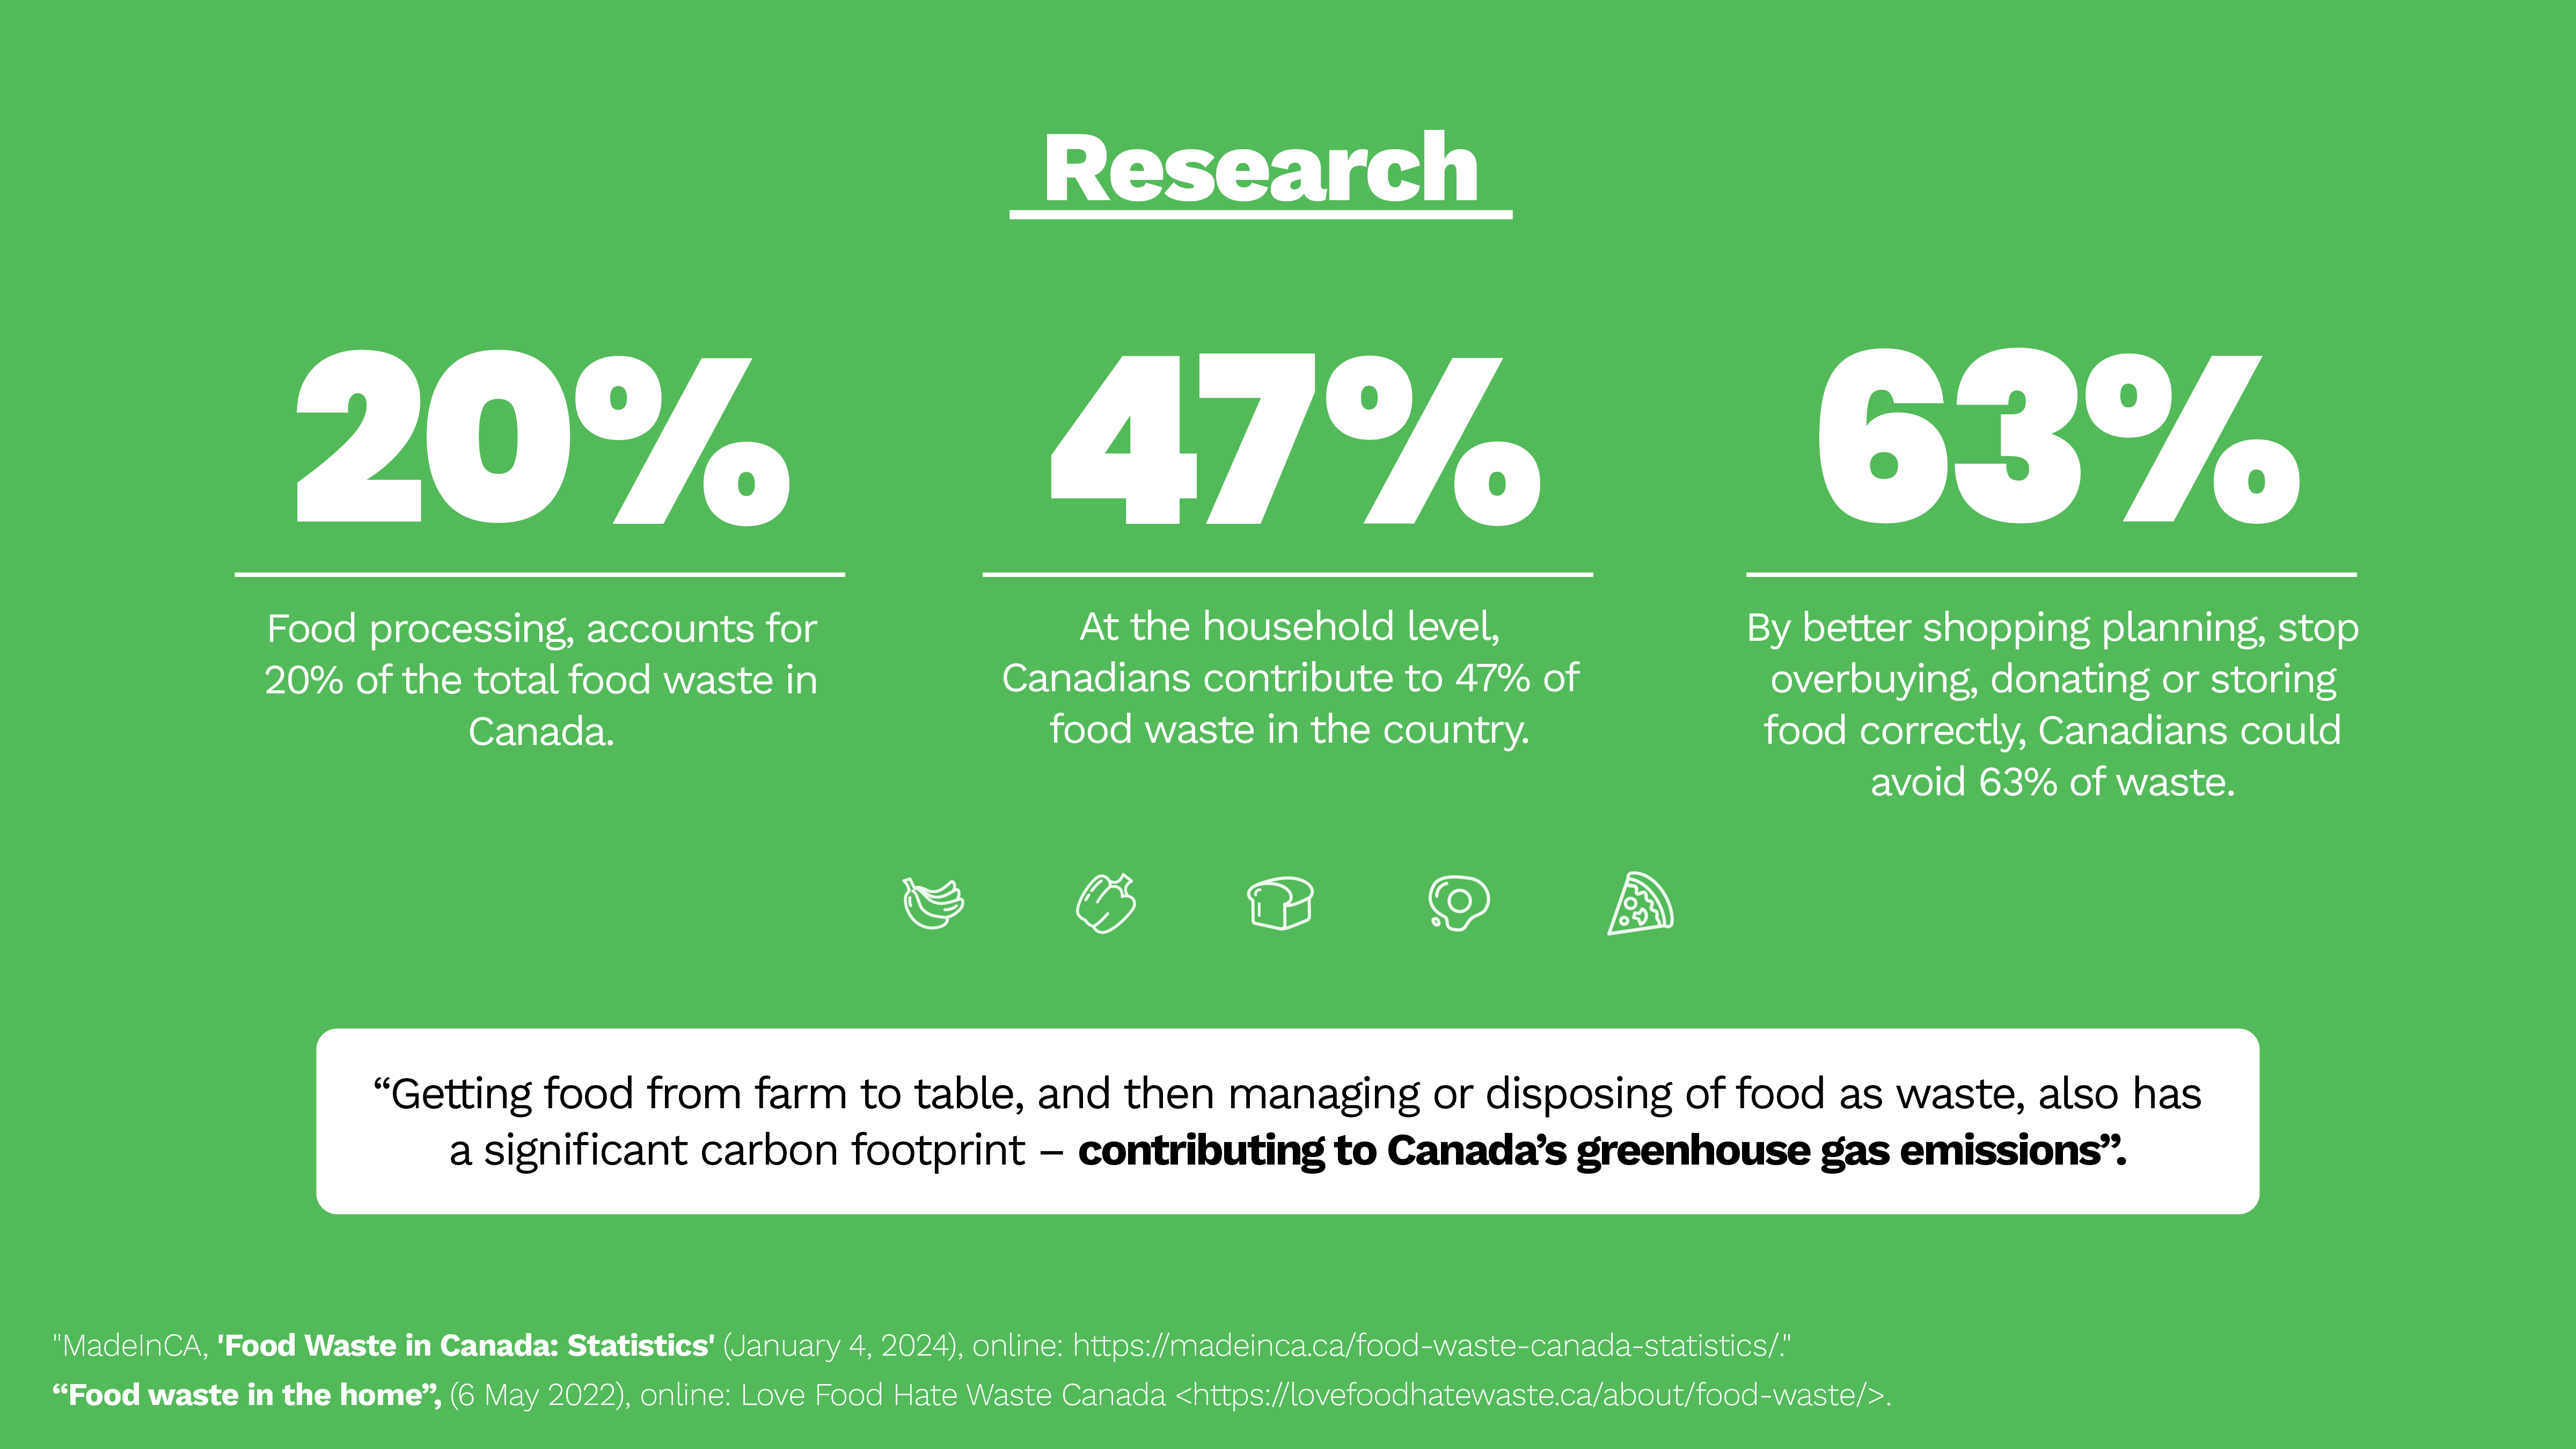 Research
20%
Food processing, accounts for
20% of the total food waste in
Canada.
47%
At the household level,
Canadians contribute to 47% of
food waste in the country.
63%
By better shopping planning, stop
overbuying, donating or storing
food correctly, Canadians could
avoid 63% of waste.
“Getting food from farm to table, and then managing or disposing of food as waste, also has
a significant carbon footprint – contributing to Canada’s greenhouse gas emissions”.
"MadeInCA, 'Food Waste in Canada: Statistics' (January 4, 2024), online: https://madeinca.ca/food-waste-canada-statistics/."
“Food waste in the home”, (6 May 2022), online: Love Food Hate Waste Canada <https://lovefoodhatewaste.ca/about/food-waste/>.